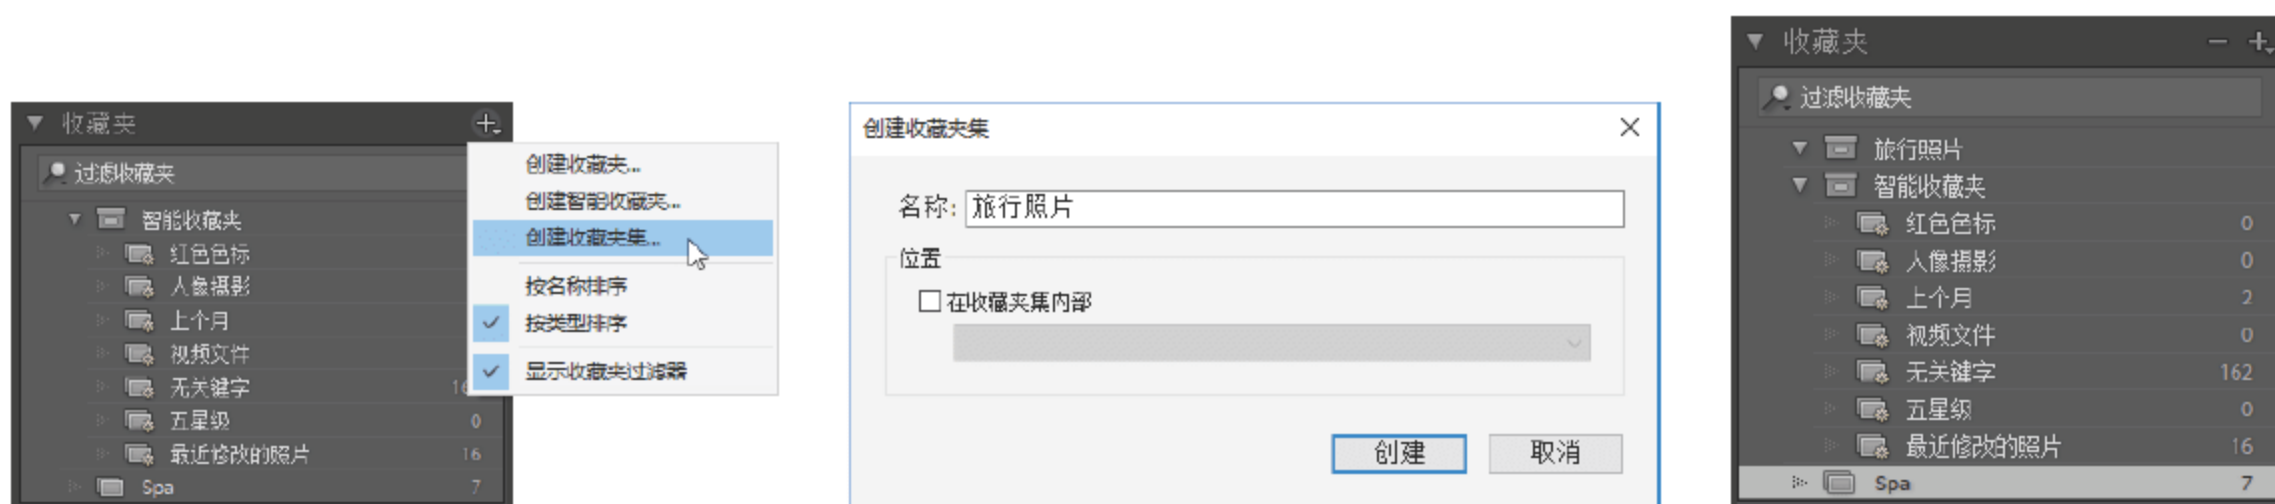 收藏夹
过滤收藏夹
智能收藏夹
红色色标
人像摄影
上个月
视频文件
无关键字
五星级 0
最近修改的照片 16
Spa 7
创建收藏夹...
创建智能收藏夹...
创建收藏夹集...
按名称排序
按类型排序
显示收藏夹过滤器
创建收藏夹集
名称: 旅行照片
位置
在收藏夹集内部
创建 取消
收藏夹
过滤收藏夹
旅行照片
智能收藏夹
红色色标 0
人像摄影 0
上个月 2
视频文件 0
无关键字 162
五星级 0
最近修改的照片 16
Spa 7